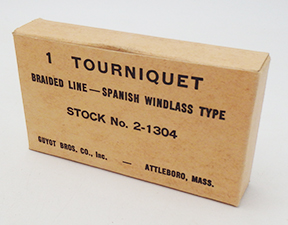 1 TOURNIQUET
BRAIDED LINE — SPANISH WINDLASS TYPE
STOCK No. 2-1304
GUYOT BROS. CO., Inc. — ATTLEBORO, MASS.